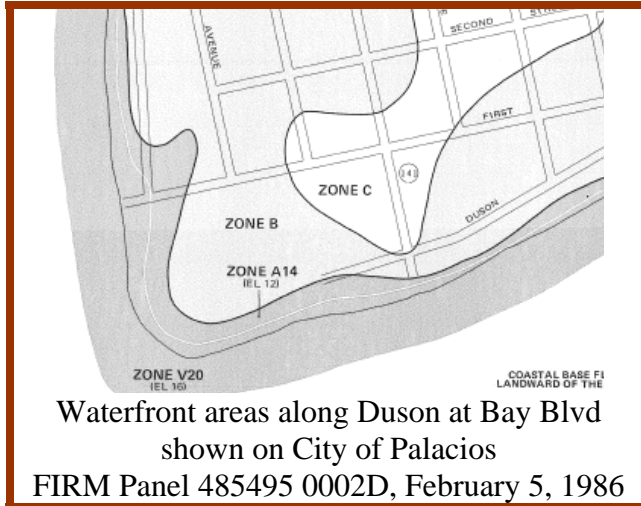 AVENUE
SECOND
FIRST
141
ZONE C
ZONE B
DUSON
ZONE A14
(EL 12)
ZONE V20
(EL 16)
COASTAL BASE FL
LANDWARD OF THE
Waterfront areas along Duson at Bay Blvd
shown on City of Palacios
FIRM Panel 485495 0002D, February 5, 1986